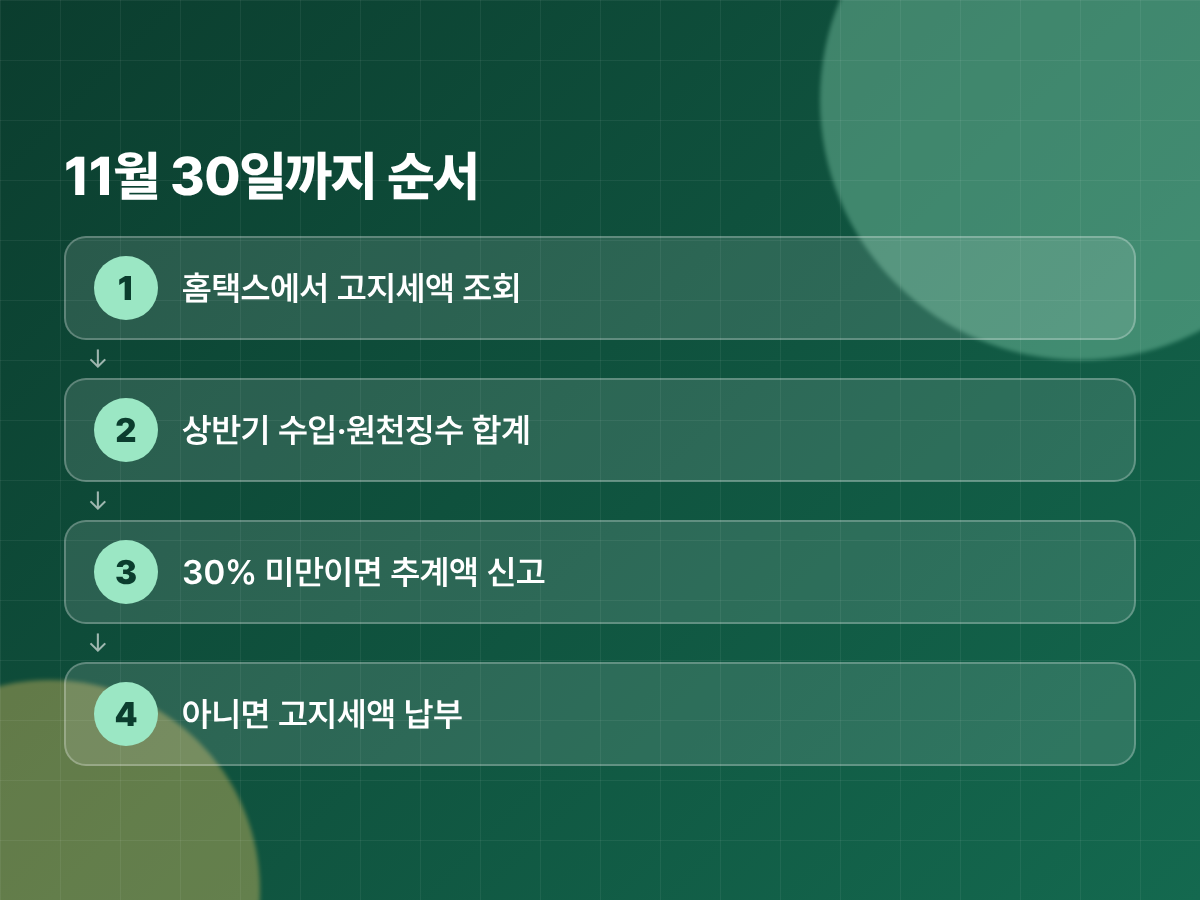 11월 30일까지 순서
1 홈택스에서 고지세액 조회
↓
2 상반기 수입·원천징수 합계
↓
3 30% 미만이면 추계액 신고
↓
4 아니면 고지세액 납부